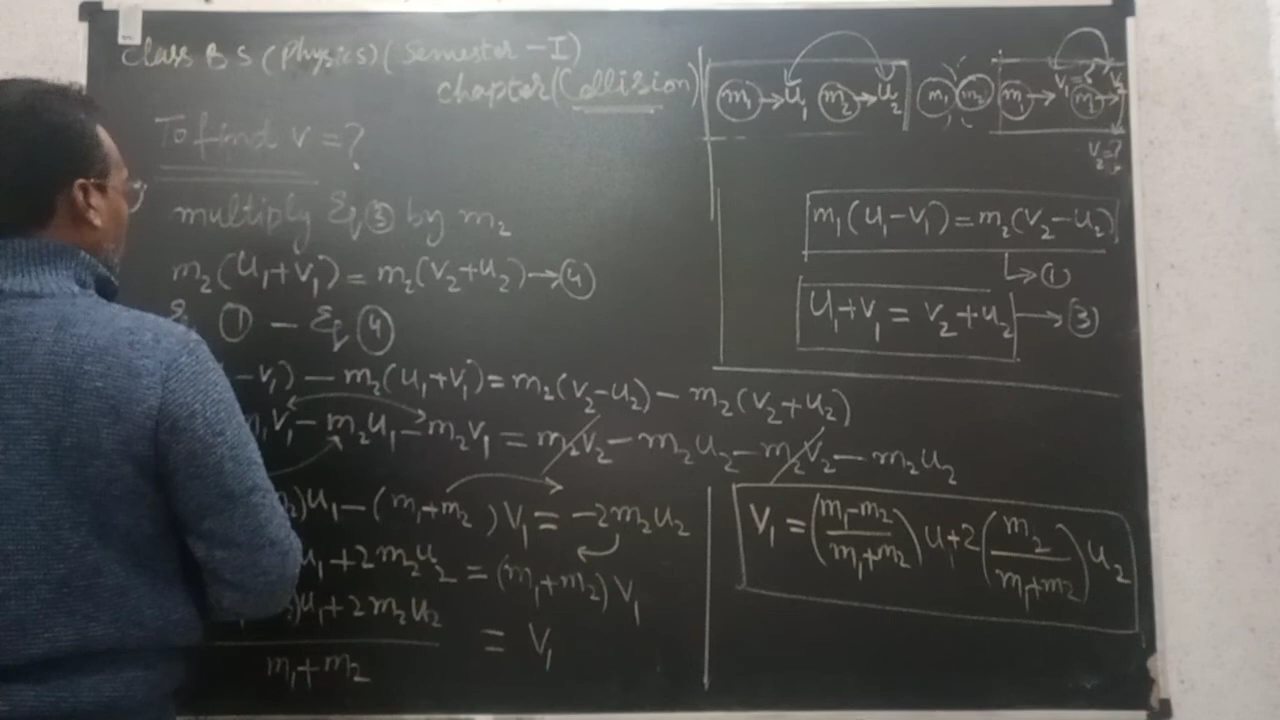 Class B S (Physics) (Semester -I)
chapter (Collision)
To find v = ?
multiply Eq ③ by m₂
m₂(U₁+V₁) = m₂(V₂+U₂) → ④
① - Eq ④
-V₁) - m₂(U₁+V₁) = m₂(V₂-U₂) - m₂(V₂+U₂)
m₁V₁ - m₂U₁ - m₂V₁ = m₂V₂ - m₂U₂ - m₂V₂ - m₂U₂
)U₁ - (m₁+m₂)V₁ = -2m₂U₂
U₁ + 2m₂U₂ = (m₁+m₂)V₁
)U₁ + 2m₂U₂
= V₁
m₁+m₂
m₁ → U₁ m₂ → U₂ m₁ m₂ m₁ → V₁=? m₂ → V₂
V₂=?
m₁(U₁-V₁) = m₂(V₂-U₂)
→ ①
U₁+V₁ = V₂+U₂ → ③
V₁ = (m₁-m₂/m₁+m₂)U₁+2(m₂/m₁+m₂)U₂